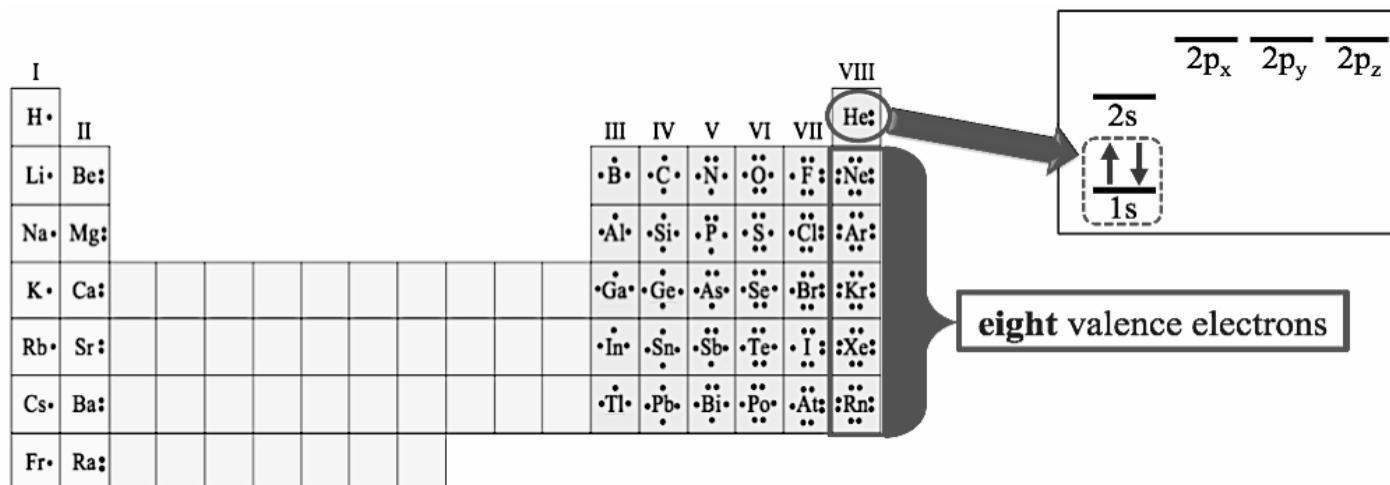 I
VIII
2pₓ 2pᵧ 2p_z
H· II III IV V VI VII He:
2s
Li· Be: ·B· ·C· ·N· ·O· ·F: :Ne:
1s
Na· Mg: ·Al· ·Si· ·P· ·S· ·Cl: :Ar:
K· Ca: ·Ga· ·Ge· ·As· ·Se· ·Br: :Kr:
eight valence electrons
Rb· Sr: ·In· ·Sn· ·Sb· ·Te· ·I: :Xe:
Cs· Ba: ·Tl· ·Pb· ·Bi· ·Po· ·At: :Rn:
Fr· Ra: